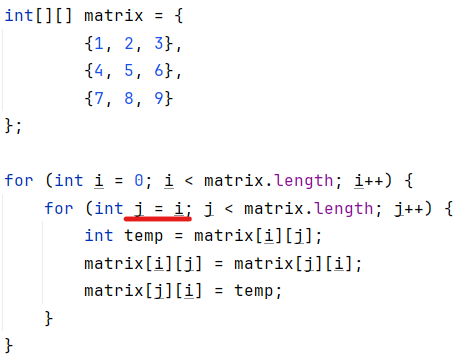 int[][] matrix = {
        {1, 2, 3},
        {4, 5, 6},
        {7, 8, 9}
};

for (int i = 0; i < matrix.length; i++) {
    for (int j = i; j < matrix.length; j++) {
        int temp = matrix[i][j];
        matrix[i][j] = matrix[j][i];
        matrix[j][i] = temp;
    }
}